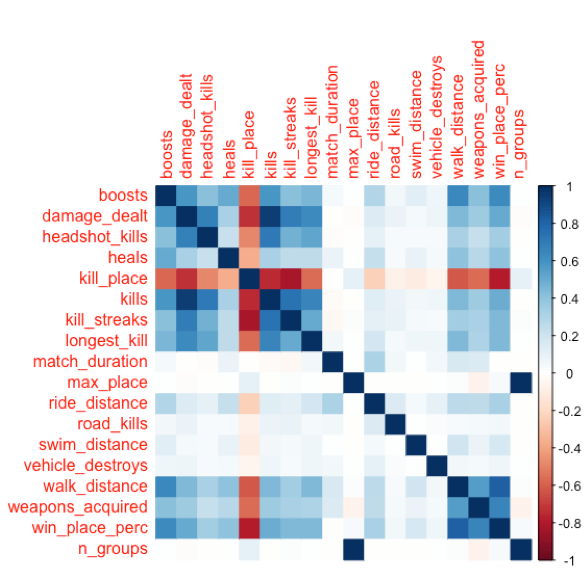 boosts
damage_dealt
headshot_kills
heals
kill_place
kills
kill_streaks
longest_kill
match_duration
max_place
ride_distance
road_kills
swim_distance
vehicle_destroys
walk_distance
weapons_acquired
win_place_perc
n_groups
boosts
damage_dealt
headshot_kills
heals
kill_place
kills
kill_streaks
longest_kill
match_duration
max_place
ride_distance
road_kills
swim_distance
vehicle_destroys
walk_distance
weapons_acquired
win_place_perc
n_groups
1
0.8
0.6
0.4
0.2
0
-0.2
-0.4
-0.6
-0.8
-1